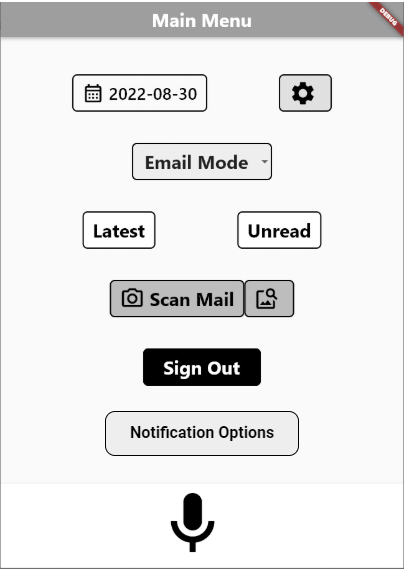 Main Menu
DEBUG
2022-08-30
Email Mode
Latest
Unread
Scan Mail
Sign Out
Notification Options